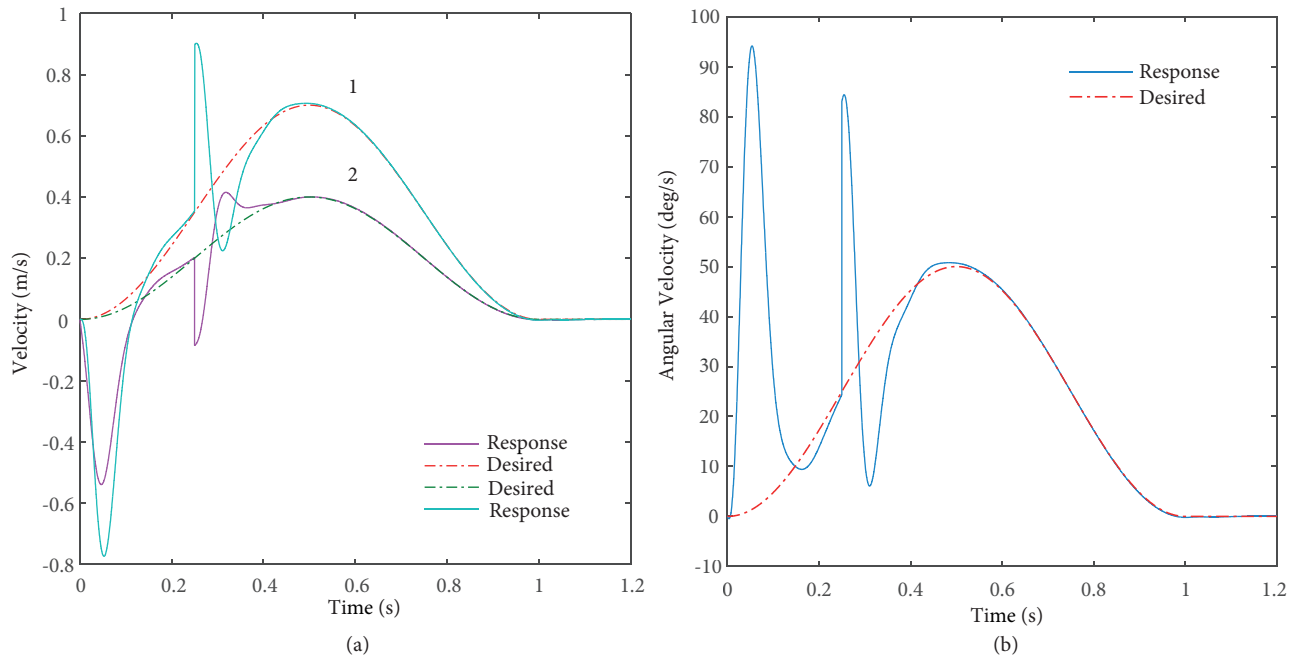 1
0.8
0.6
0.4
0.2
0
-0.2
-0.4
-0.6
-0.8
Velocity (m/s)
1
2
Response
Desired
Desired
Response
0 0.2 0.4 0.6 0.8 1 1.2
Time (s)
(a)
100
90
80
70
60
50
40
30
20
10
0
-10
Angular Velocity (deg/s)
Response
Desired
0 0.2 0.4 0.6 0.8 1 1.2
Time (s)
(b)